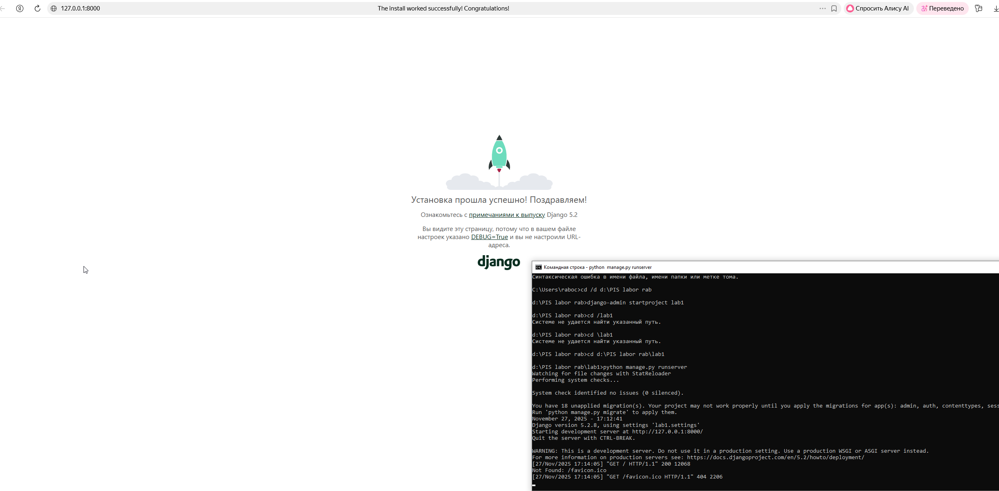 127.0.0.1:8000
The install worked successfully! Congratulations!
Спросить Алису AI
Переведено
Установка прошла успешно! Поздравляем!
Ознакомьтесь с примечаниями к выпуску Django 5.2
Вы видите эту страницу, потому что в вашем файле
настроек указано DEBUG=True и вы не настроили URL-
адреса.
django
Командная строка - python  manage.py runserver
Синтаксическая ошибка в имени файла, имени папки или метке тома.
C:\Users\raboc>cd /d d:\PIS labor rab
d:\PIS labor rab>django-admin startproject lab1
d:\PIS labor rab>cd /lab1
Системе не удается найти указанный путь.
d:\PIS labor rab>cd \lab1
Системе не удается найти указанный путь.
d:\PIS labor rab>cd d:\PIS labor rab\lab1
d:\PIS labor rab\lab1>python manage.py runserver
Watching for file changes with StatReloader
Performing system checks...
System check identified no issues (0 silenced).
You have 18 unapplied migration(s). Your project may not work properly until you apply the migrations for app(s): admin, auth, contenttypes, sess
Run 'python manage.py migrate' to apply them.
November 27, 2025 - 17:12:41
Django version 5.2.8, using settings 'lab1.settings'
Starting development server at http://127.0.0.1:8000/
Quit the server with CTRL-BREAK.
WARNING: This is a development server. Do not use it in a production setting. Use a production WSGI or ASGI server instead.
For more information on production servers see: https://docs.djangoproject.com/en/5.2/howto/deployment/
[27/Nov/2025 17:14:05] "GET / HTTP/1.1" 200 12068
Not Found: /favicon.ico
[27/Nov/2025 17:14:05] "GET /favicon.ico HTTP/1.1" 404 2206